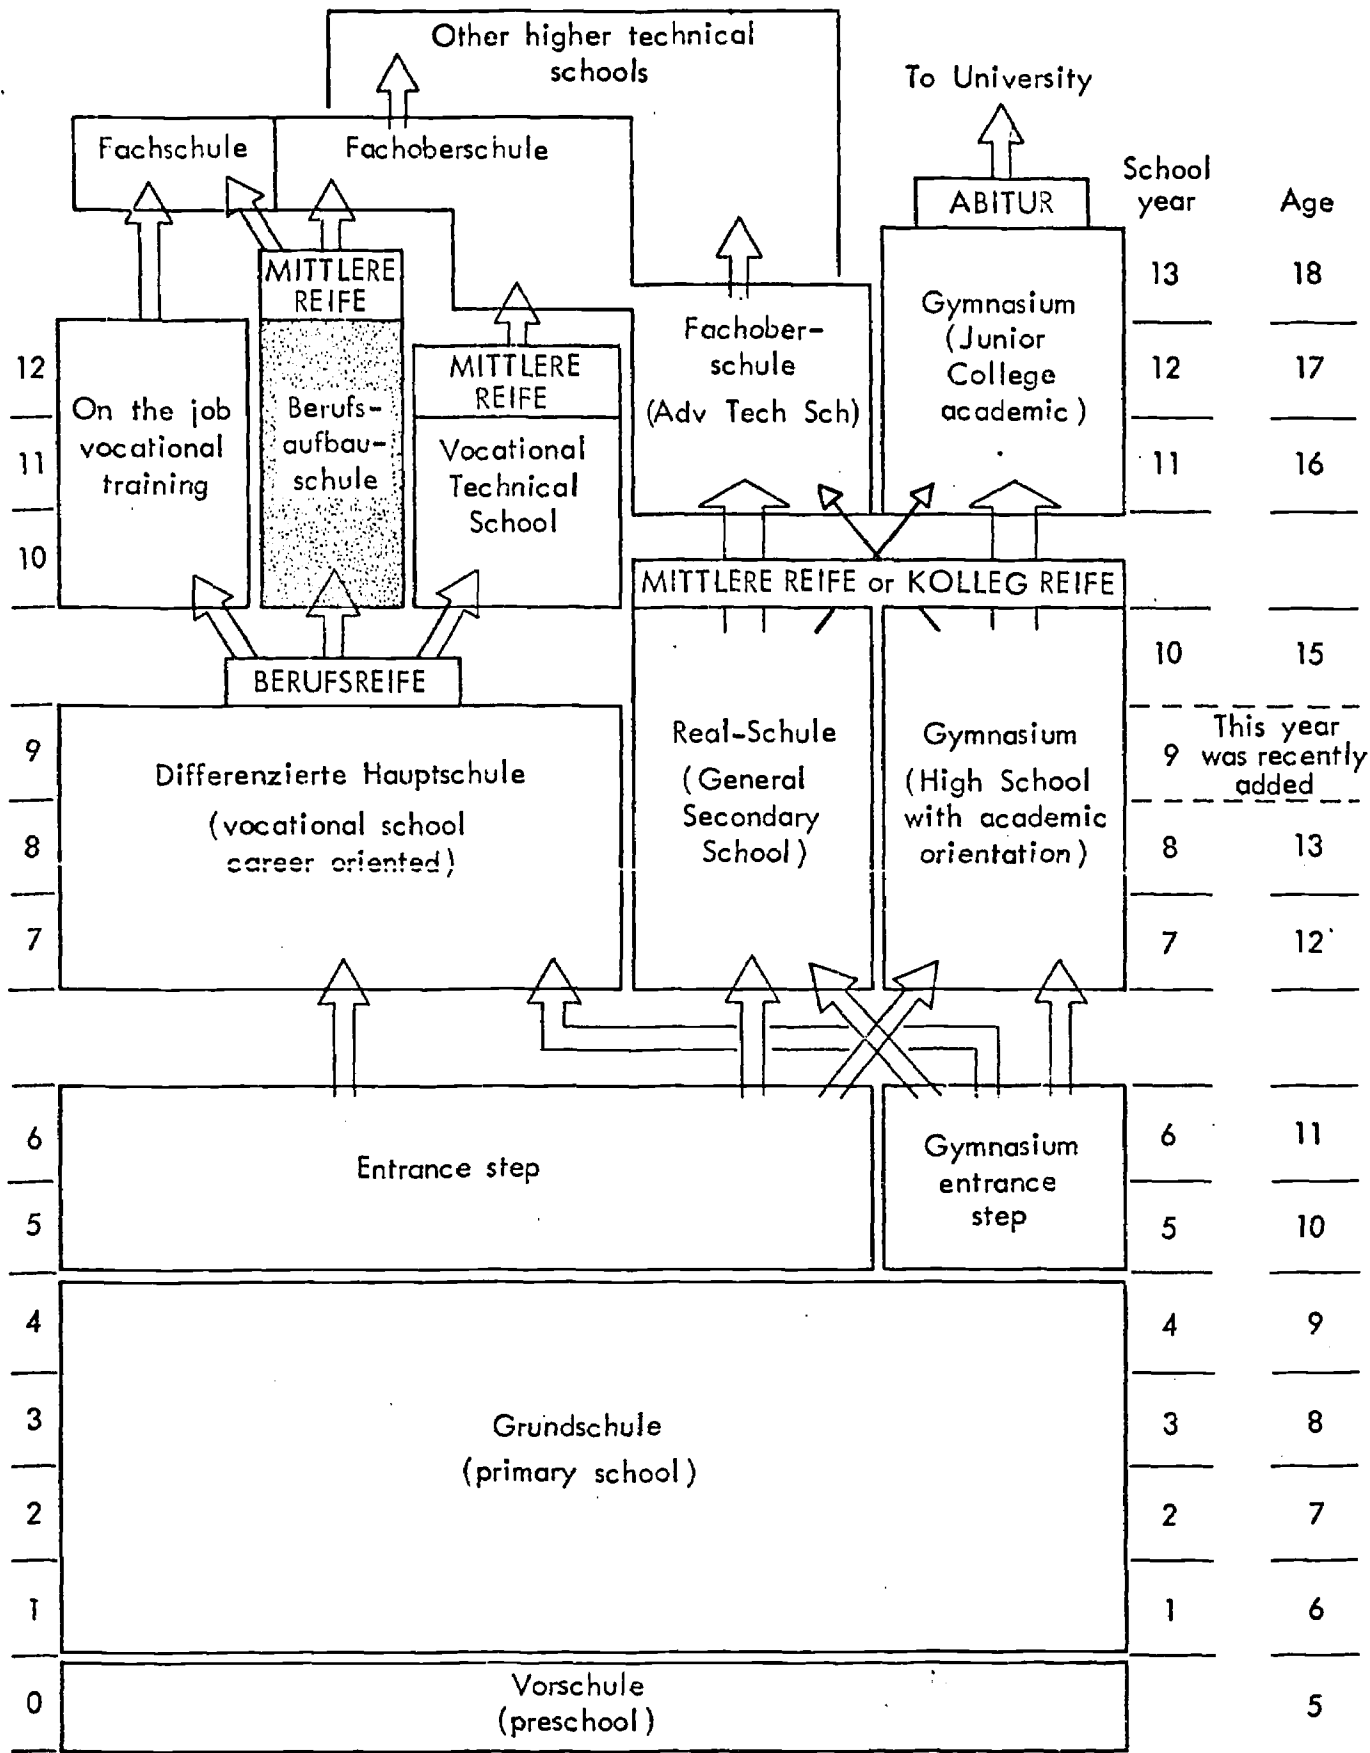 Other higher technical
schools
To University
Fachschule
Fachoberschule
School
year
Age
ABITUR
MITTLERE
REIFE
13
18
Gymnasium
(Junior
College
academic)
Fachober-
schule
(Adv Tech Sch)
12
MITTLERE
REIFE
12
17
On the job
vocational
training
Berufs-
aufbau-
schule
Vocational
Technical
School
11
11
16
10
MITTLERE REIFE or KOLLEG REIFE
10
15
BERUFSREIFE
9
Differenzierte Hauptschule
(vocational school
career oriented)
Real-Schule
(General
Secondary
School)
Gymnasium
(High School
with academic
orientation)
9
This year
was recently
added
8
8
13
7
7
12
6
Entrance step
Gymnasium
entrance
step
6
11
5
5
10
4
4
9
3
Grundschule
(primary school)
3
8
2
2
7
1
1
6
0
Vorschule
(preschool)
5